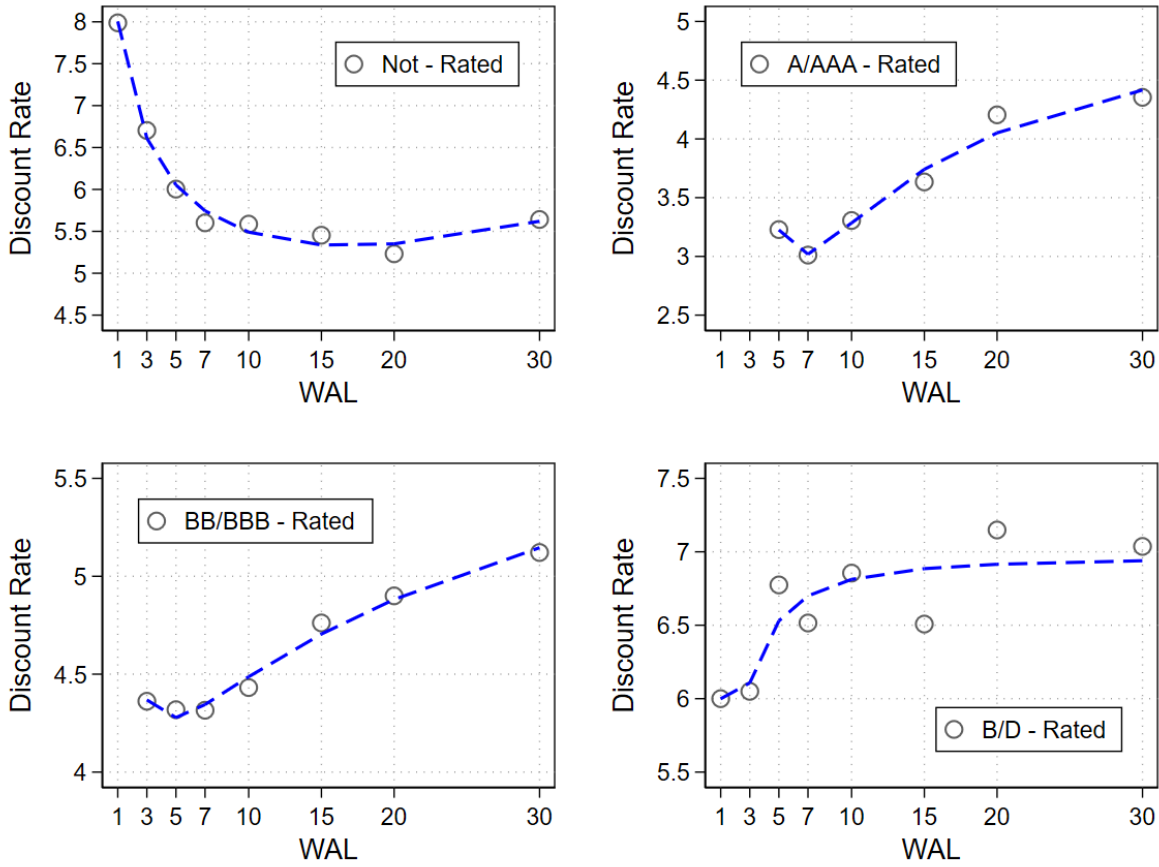 8
7.5
7
6.5
6
5.5
5
4.5
Discount Rate
Not - Rated
1 3 5 7 10 15 20 30
WAL
5
4.5
4
3.5
3
2.5
Discount Rate
A/AAA - Rated
1 3 5 7 10 15 20 30
WAL
5.5
5
4.5
4
Discount Rate
BB/BBB - Rated
1 3 5 7 10 15 20 30
WAL
7.5
7
6.5
6
5.5
Discount Rate
B/D - Rated
1 3 5 7 10 15 20 30
WAL